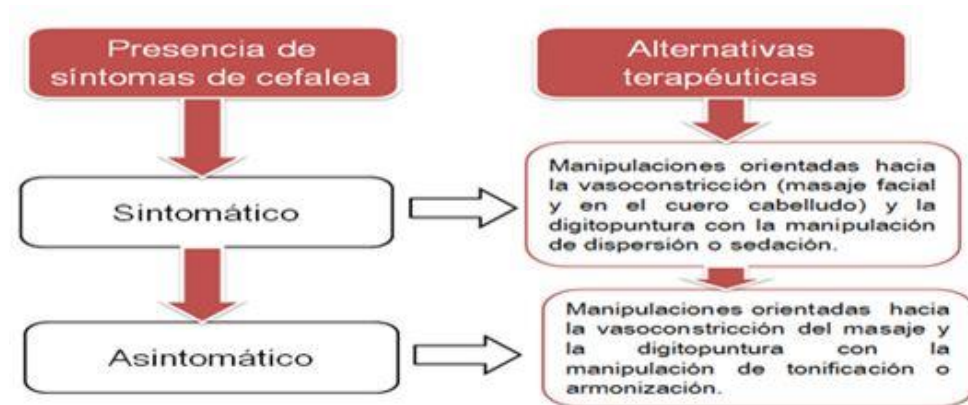 Presencia de
síntomas de cefalea
Alternativas
terapéuticas
Sintomático
Manipulaciones orientadas hacia
la vasoconstricción (masaje facial
y en el cuero cabelludo) y la
digitopuntura con la manipulación
de dispersión o sedación.
Asintomático
Manipulaciones orientadas hacia
la vasoconstricción del masaje y
la digitopuntura con la
manipulación de tonificación o
armonización.